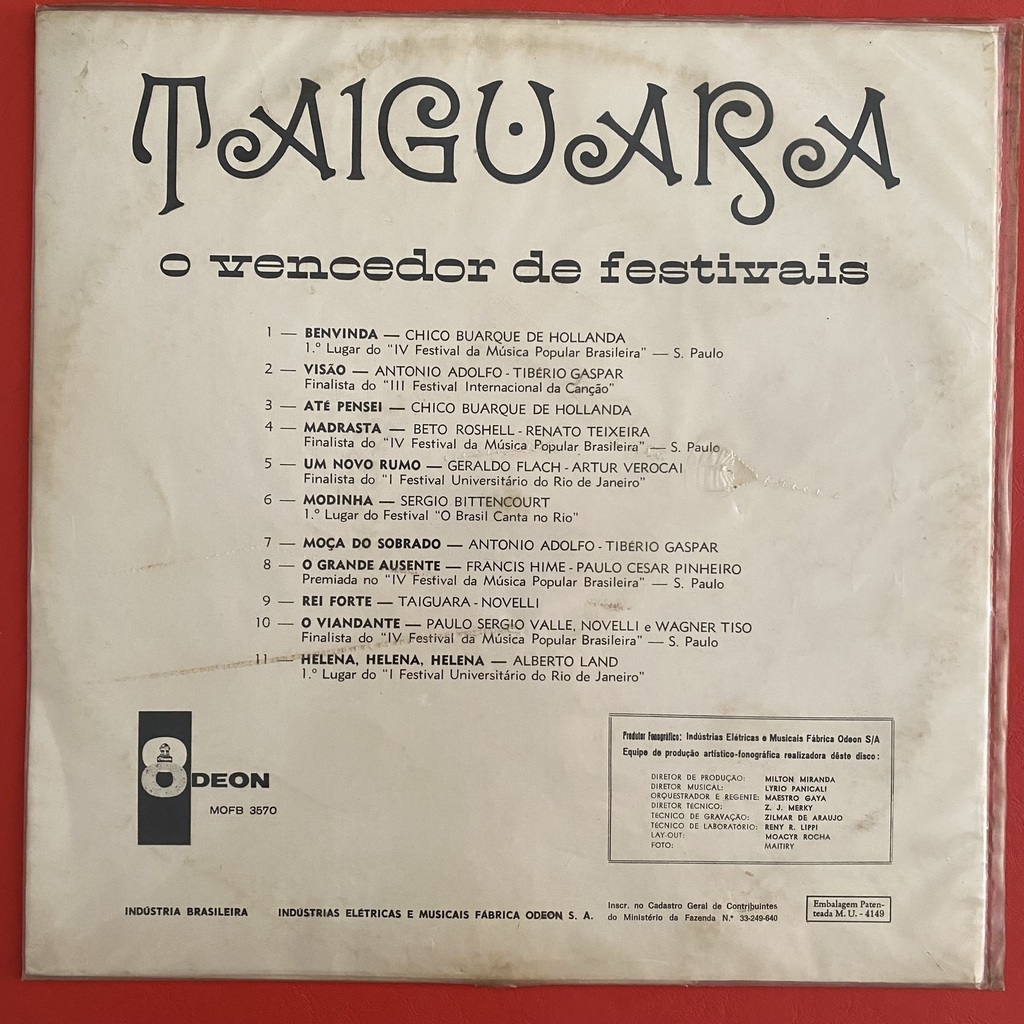 TAIGUARA
o vencedor de festivais
1 — BENVINDA — CHICO BUARQUE DE HOLLANDA
1.º Lugar do "IV Festival da Música Popular Brasileira" — S. Paulo
2 — VISÃO — ANTONIO ADOLFO - TIBÉRIO GASPAR
Finalista do "III Festival Internacional da Canção"
3 — ATÉ PENSEI — CHICO BUARQUE DE HOLLANDA
4 — MADRASTA — BETO ROSHELL - RENATO TEIXEIRA
Finalista do "IV Festival da Música Popular Brasileira" — S. Paulo
5 — UM NOVO RUMO — GERALDO FLACH - ARTUR VEROCAI
Finalista do "I Festival Universitário do Rio de Janeiro"
6 — MODINHA — SERGIO BITTENCOURT
1.º Lugar do Festival "O Brasil Canta no Rio"
7 — MOÇA DO SOBRADO — ANTONIO ADOLFO - TIBÉRIO GASPAR
8 — O GRANDE AUSENTE — FRANCIS HIME - PAULO CESAR PINHEIRO
Premiada no "IV Festival da Música Popular Brasileira" — S. Paulo
9 — REI FORTE — TAIGUARA - NOVELLI
10 — O VIANDANTE — PAULO SERGIO VALLE, NOVELLI e WAGNER TISO
Finalista do "IV Festival da Música Popular Brasileira" — S. Paulo
11 — HELENA, HELENA, HELENA — ALBERTO LAND
1.º Lugar do "I Festival Universitário do Rio de Janeiro"
ODEON
MOFB 3570
Produtor Fonográfico: Indústrias Elétricas e Musicais Fábrica Odeon S/A
Equipe de produção artístico-fonográfica realizadora dêste disco:
DIRETOR DE PRODUÇÃO: MILTON MIRANDA
DIRETOR MUSICAL: LYRIO PANICALI
ORQUESTRADOR E REGENTE: MAESTRO GAYA
DIRETOR TÉCNICO: Z. J. MERKY
TÉCNICO DE GRAVAÇÃO: ZILMAR DE ARAUJO
TÉCNICO DE LABORATÓRIO: RENY R. LIPPI
LAY-OUT: MOACYR ROCHA
FOTO: MAITIRY
INDÚSTRIA BRASILEIRA INDÚSTRIAS ELÉTRICAS E MUSICAIS FÁBRICA ODEON S. A.
Inscr. no Cadastro Geral de Contribuintes
do Ministério da Fazenda N.º 33-249-640
Embalagem Paten-
teada M. U. - 4149